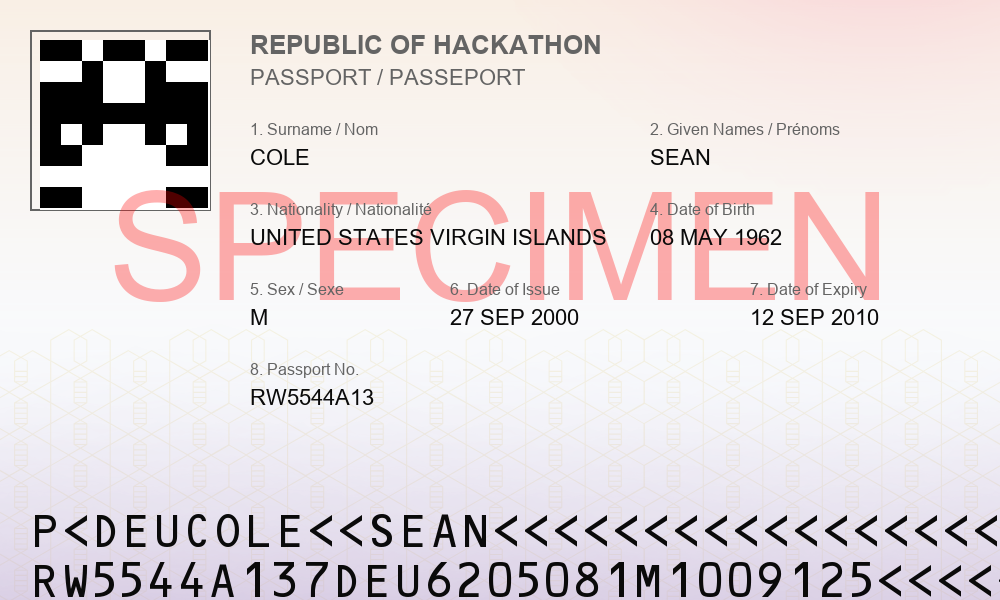 REPUBLIC OF HACKATHON
PASSPORT / PASSEPORT
1. Surname / Nom
2. Given Names / Prénoms
COLE
SEAN
SPECIMEN
3. Nationality / Nationalité
4. Date of Birth
UNITED STATES VIRGIN ISLANDS
08 MAY 1962
5. Sex / Sexe
6. Date of Issue
7. Date of Expiry
M
27 SEP 2000
12 SEP 2010
8. Passport No.
RW5544A13
P<DEUCOLE<<SEAN<<<<<<<<<<<<<<<<<
RW5544A137DEU6205081M1009125<<<<